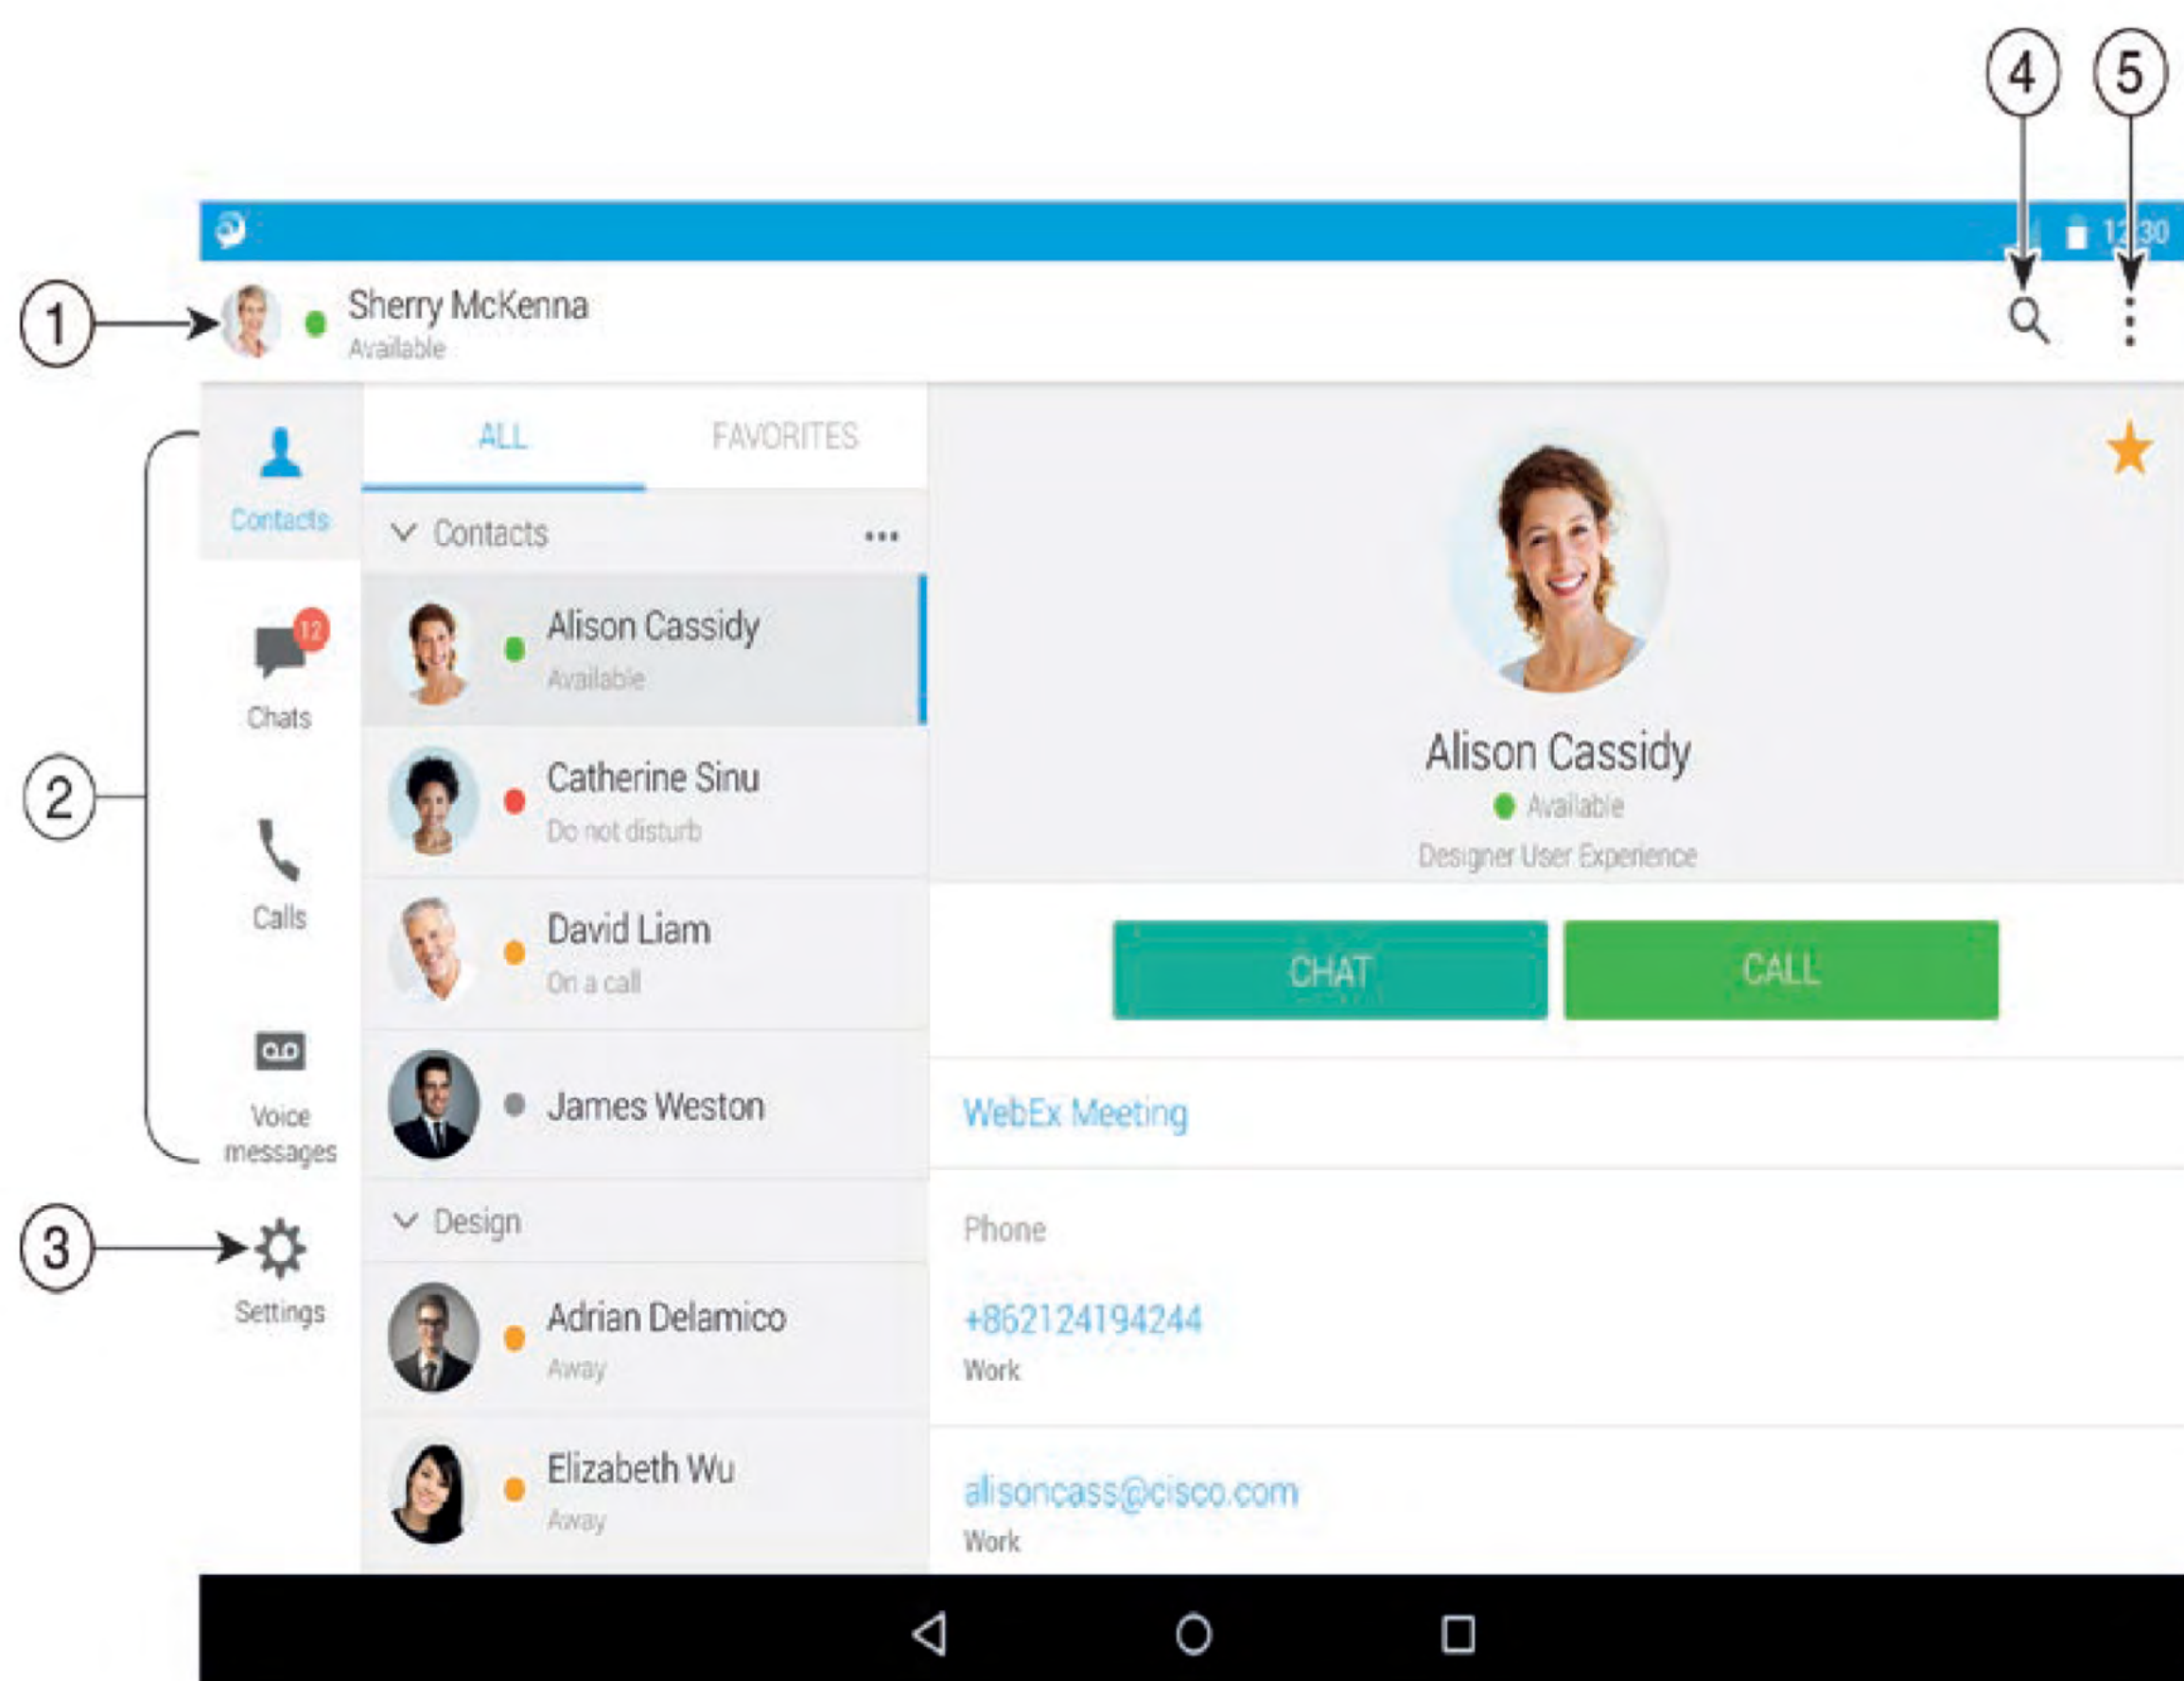 4 5
12:30
1
Sherry McKenna
Available
ALL FAVORITES
Contacts
Contacts
12
Chats
Alison Cassidy
Available
Catherine Sinu
Do not disturb
2
Calls
David Liam
On a call
Voice
messages
James Weston
3
Settings
Design
Adrian Delamico
Away
Elizabeth Wu
Away
Alison Cassidy
Available
Designer User Experience
CHAT CALL
WebEx Meeting
Phone
+862124194244
Work
alisoncass@cisco.com
Work